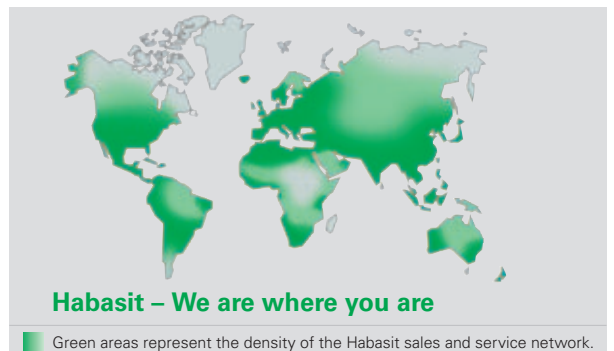 Habasit – We are where you are
Green areas represent the density of the Habasit sales and service network.